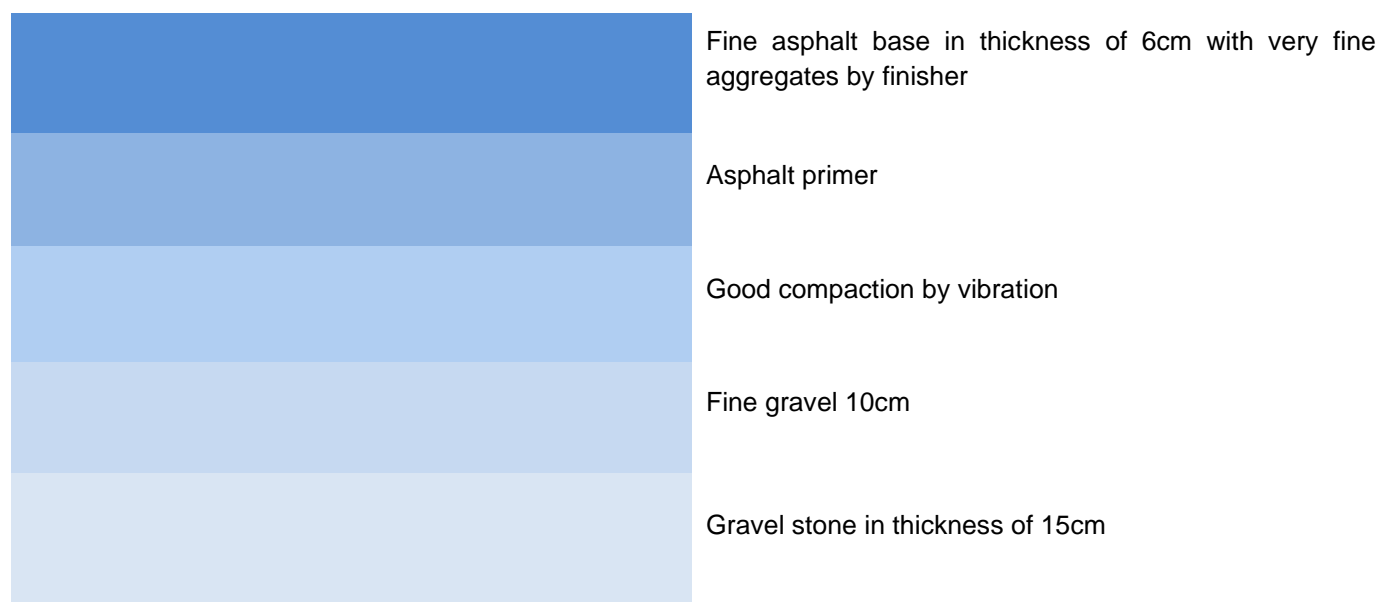 Fine asphalt base in thickness of 6cm with very fine
aggregates by finisher
Asphalt primer
Good compaction by vibration
Fine gravel 10cm
Gravel stone in thickness of 15cm